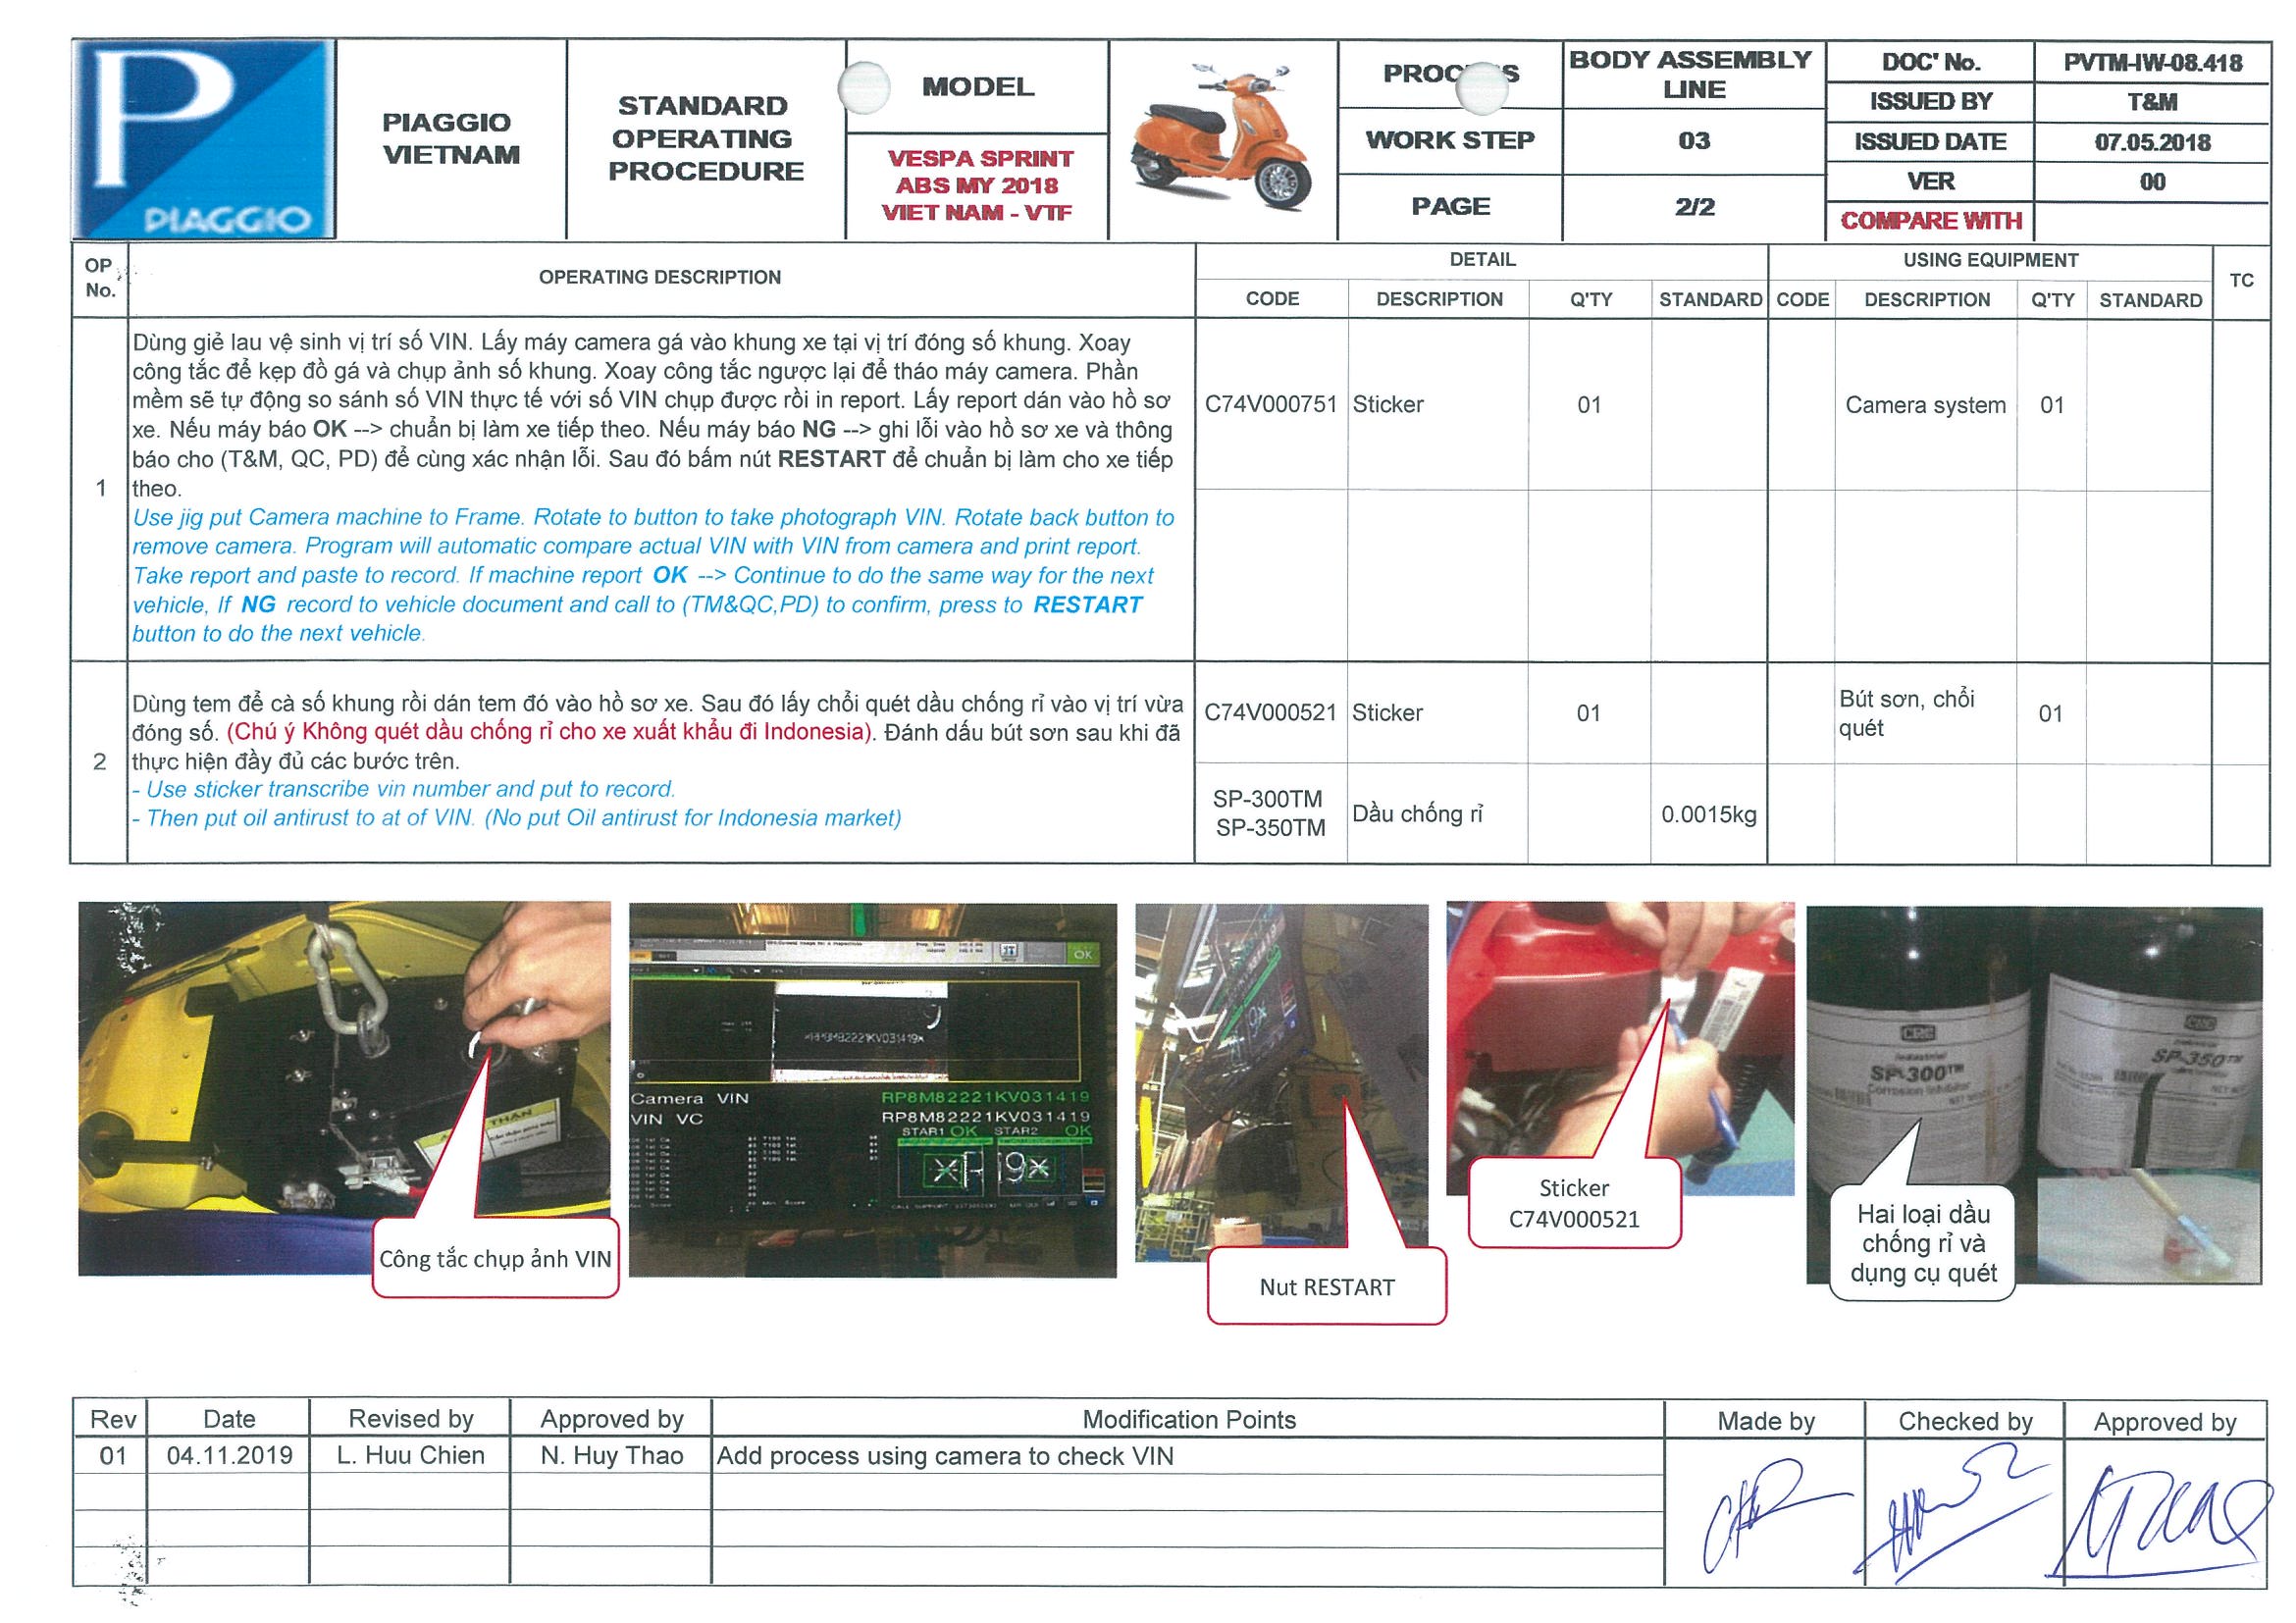 PIAGGIO
PIAGGIO
VIETNAM
STANDARD
OPERATING
PROCEDURE
MODEL
VESPA SPRINT
ABS MY 2018
VIET NAM - VTF
BODY ASSEMBLY
LINE
WORK STEP
03
PAGE
2/2
DOC' No.
PVTM-IW-08.418
ISSUED BY
T&M
ISSUED DATE
07.05.2018
VER
00
COMPARE WITH
OP
No.
OPERATING DESCRIPTION
DETAIL
USING EQUIPMENT
TC
CODE
DESCRIPTION
Q'TY
STANDARD
CODE
DESCRIPTION
Q'TY
STANDARD
1
Dùng giẻ lau vệ sinh vị trí số VIN. Lấy máy camera gá vào khung xe tại vị trí đóng số khung. Xoay
công tắc để kẹp đồ gá và chụp ảnh số khung. Xoay công tắc ngược lại để tháo máy camera. Phần
mềm sẽ tự động so sánh số VIN thực tế với số VIN chụp được rồi in report. Lấy report dán vào hồ sơ
xe. Nếu máy báo OK --> chuẩn bị làm xe tiếp theo. Nếu máy báo NG --> ghi lỗi vào hồ sơ xe và thông
báo cho (T&M, QC, PD) để cùng xác nhận lỗi. Sau đó bấm nút RESTART để chuẩn bị làm cho xe tiếp
theo.
Use jig put Camera machine to Frame. Rotate to button to take photograph VIN. Rotate back button to
remove camera. Program will automatic compare actual VIN with VIN from camera and print report.
Take report and paste to record. If machine report OK --> Continue to do the same way for the next
vehicle, If NG record to vehicle document and call to (TM&QC,PD) to confirm, press to RESTART
button to do the next vehicle.
C74V000751
Sticker
01
Camera system
01
2
Dùng tem để cà số khung rồi dán tem đó vào hồ sơ xe. Sau đó lấy chổi quét dầu chống rỉ vào vị trí vừa
đóng số. (Chú ý Không quét dầu chống rỉ cho xe xuất khẩu đi Indonesia). Đánh dấu bút sơn sau khi đã
thực hiện đầy đủ các bước trên.
- Use sticker transcribe vin number and put to record.
- Then put oil antirust to at of VIN. (No put Oil antirust for Indonesia market)
C74V000521
Sticker
01
Bút sơn, chổi
quét
01
SP-300TM
SP-350TM
Dầu chống rỉ
0.0015kg
Công tắc chụp ảnh VIN
OK
Camera VIN
RP8M82221KV031419
VIN VC
RP8M82221KV031419
STAR1 OK
STAR2 OK
Nut RESTART
Sticker
C74V000521
CRC
Industrial
SP-300™
Corrosion Inhibitor
CRC
SP-350™
Hai loại dầu
chống rỉ và
dụng cụ quét
Rev
Date
Revised by
Approved by
Modification Points
Made by
Checked by
Approved by
01
04.11.2019
L. Huu Chien
N. Huy Thao
Add process using camera to check VIN